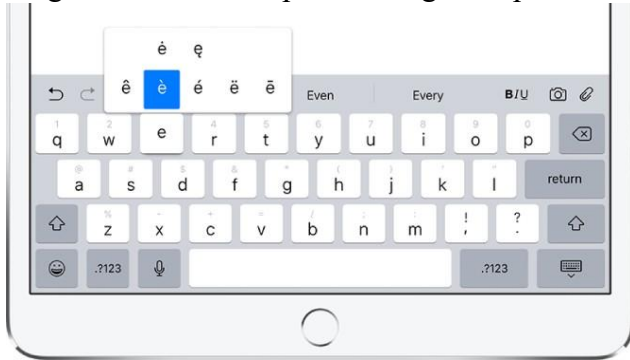 ė ę
ê è é ë ē Even Every B I U
1 2 4 5 6 7 8 9 0
q w e r t y u i o p
@ # $ & * ( ) ' "
a s d f g h j k l return
% - + = / ; : ! ?
z x c v b n m , .
.?123 .?123